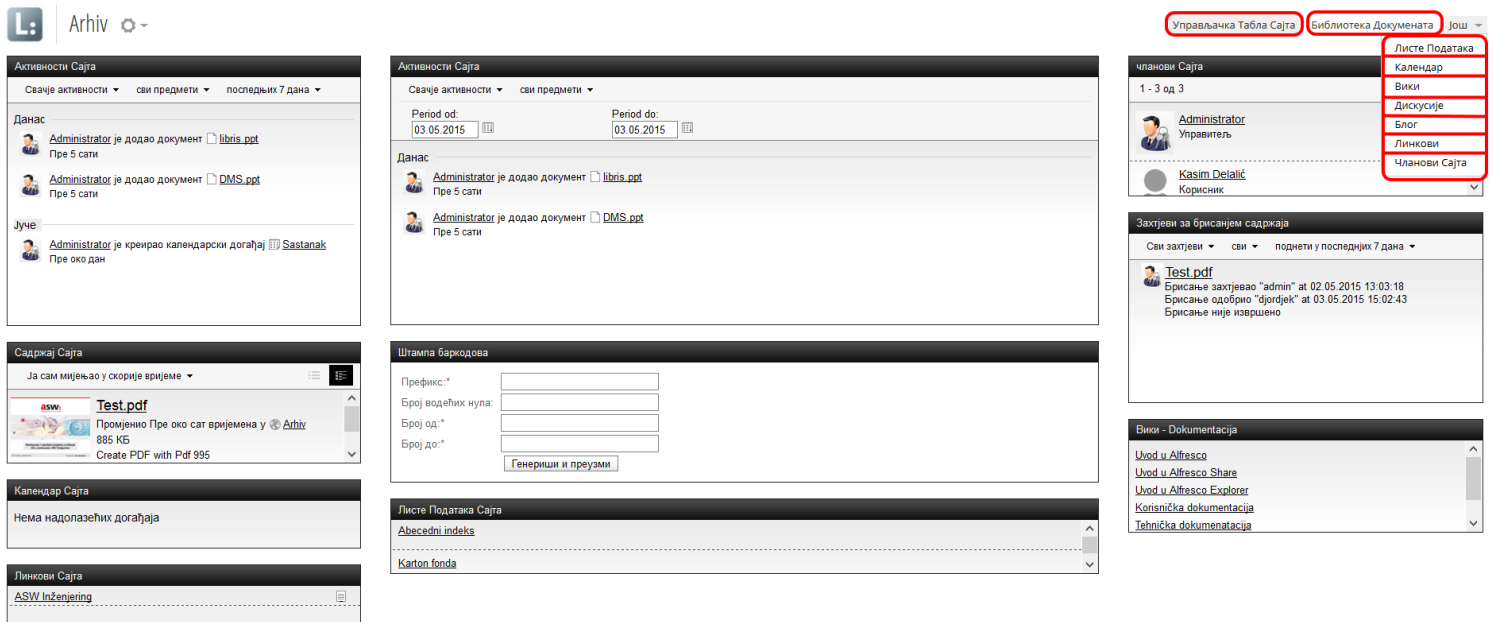 L:
Arhiv
Управљачка Табла Сајта
Библиотека Докумената
Још
Листе Података
Календар
Вики
Дискусије
Блог
Линкови
Чланови Сајта
Активности Сајта
Свачје активности
сви предмети
последњих 7 дана
Данас
Administrator је додао документ libris.ppt
Пре 5 сати
Administrator је додао документ DMS.ppt
Пре 5 сати
Јуче
Administrator је креирао календарски догађај Sastanak
Пре око дан
Садржај Сајта
Ја сам мијењао у скорије вријеме
asw:
Test.pdf
Промјенио Пре око сат вријемена у Arhiv
885 КБ
Create PDF with Pdf 995
Календар Сајта
Нема надолазећих догађаја
Линкови Сајта
ASW Inženjering
Активности Сајта
Свачје активности
сви предмети
Period od:
Period do:
03.05.2015
03.05.2015
Данас
Administrator је додао документ libris.ppt
Пре 5 сати
Administrator је додао документ DMS.ppt
Пре 5 сати
Штампа баркодова
Префикс:*
Број водећих нула:
Број од:*
Број до:*
Генериши и преузми
Листе Података Сајта
Abecedni indeks
Karton fonda
чланови Сајта
1 - 3 од 3
Administrator
Управитељ
Kasim Delalić
Корисник
Захтјеви за брисањем садржаја
Сви захтјеви
сви
поднети у последнјих 7 дана
Test.pdf
Брисање захтјевао "admin" at 02.05.2015 13:03:18
Брисање одобрио "djordjek" at 03.05.2015 15:02:43
Брисање није извршено
Вики - Dokumentacija
Uvod u Alfresco
Uvod u Alfresco Share
Uvod u Alfresco Explorer
Korisnička dokumentacija
Tehnička dokumenatacija